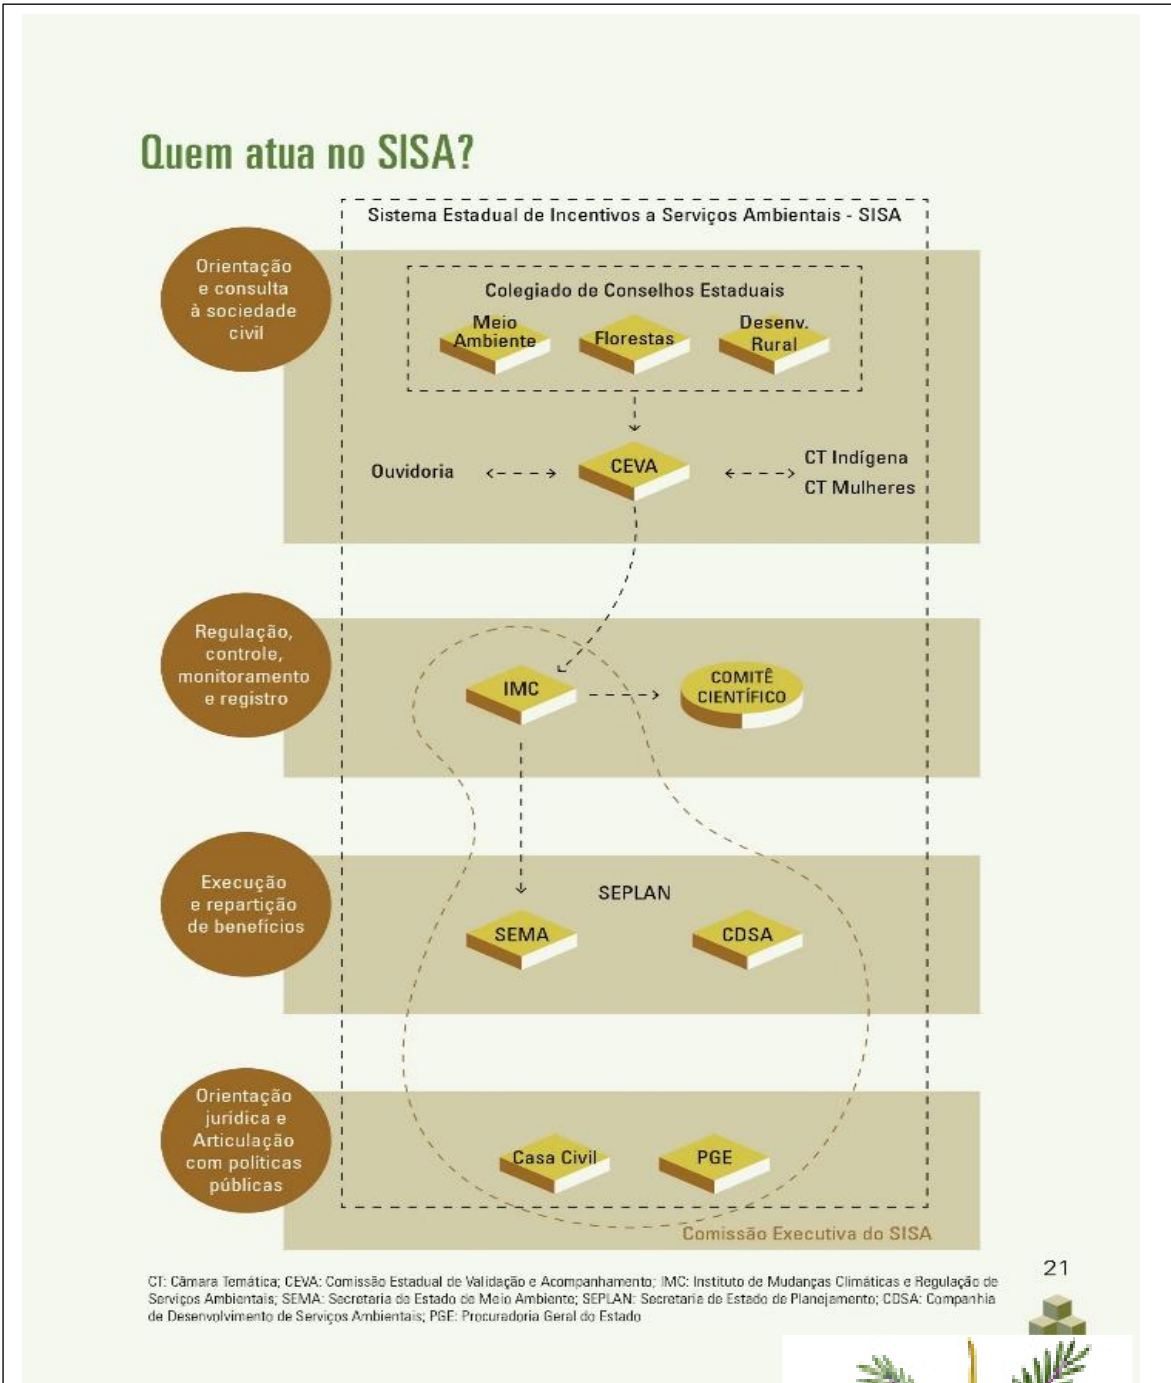 Quem atua no SISA?
Sistema Estadual de Incentivos a Serviços Ambientais - SISA
Orientação
e consulta
à sociedade
civil
Colegiado de Conselhos Estaduais
Meio
Ambiente
Florestas
Desenv.
Rural
Ouvidoria
CEVA
CT Indígena
CT Mulheres
Regulação,
controle,
monitoramento
e registro
IMC
COMITÊ
CIENTÍFICO
Execução
e repartição
de benefícios
SEPLAN
SEMA
CDSA
Orientação
jurídica e
Articulação
com políticas
públicas
Casa Civil
PGE
Comissão Executiva do SISA
CT: Câmara Temática; CEVA: Comissão Estadual de Validação e Acompanhamento; IMC: Instituto de Mudanças Climáticas e Regulação de
Serviços Ambientais; SEMA: Secretaria de Estado de Meio Ambiente; SEPLAN: Secretaria de Estado de Planejamento; CDSA: Companhia
de Desenvolvimento de Serviços Ambientais; PGE: Procuradoria Geral do Estado
21